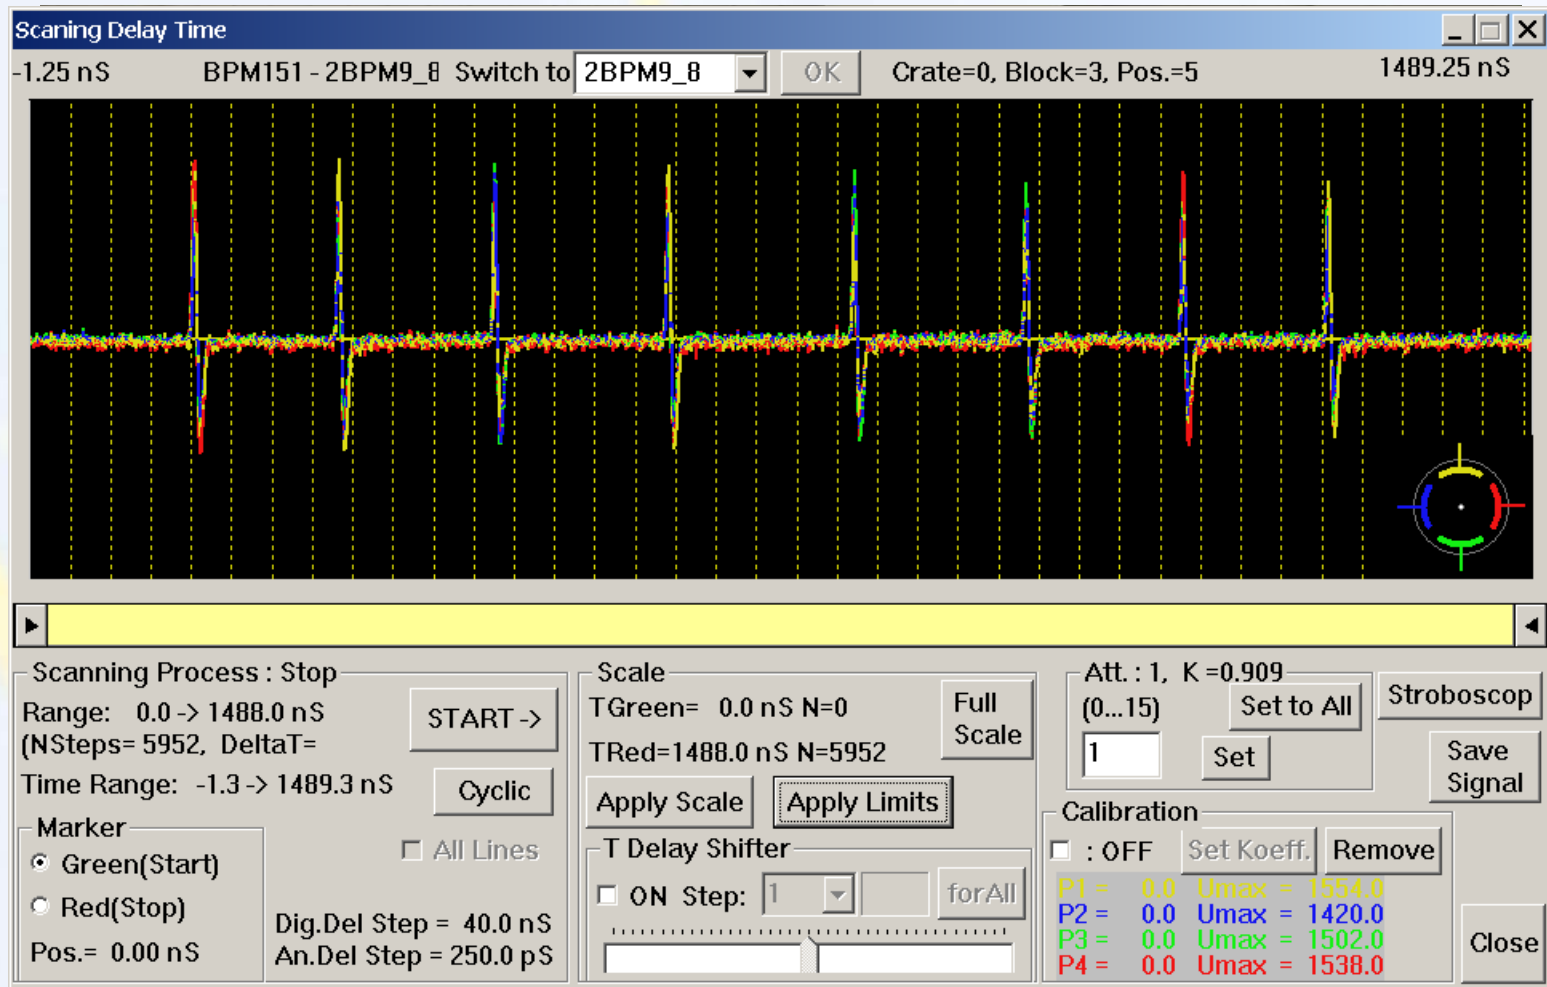 Scaning Delay Time
-1.25 nS BPM151 - 2BPM9_8 Switch to 2BPM9_8 OK Crate=0, Block=3, Pos.=5 1489.25 nS
Scanning Process : Stop
Range: 0.0 -> 1488.0 nS
(NSteps= 5952, DeltaT=
Time Range: -1.3 -> 1489.3 nS
START ->
Cyclic
All Lines
Marker
Green(Start)
Red(Stop)
Pos.= 0.00 nS
Dig.Del Step = 40.0 nS
An.Del Step = 250.0 pS
Scale
TGreen= 0.0 nS N=0
TRed=1488.0 nS N=5952
Full
Scale
Apply Scale Apply Limits
T Delay Shifter
ON Step: 1 forAll
Att. : 1, K =0.909
(0...15) Set to All
1 Set
Stroboscop
Save
Signal
Calibration
: OFF Set Koeff. Remove
P1 = 0.0 Umax = 1554.0
P2 = 0.0 Umax = 1420.0
P3 = 0.0 Umax = 1502.0
P4 = 0.0 Umax = 1538.0
Close